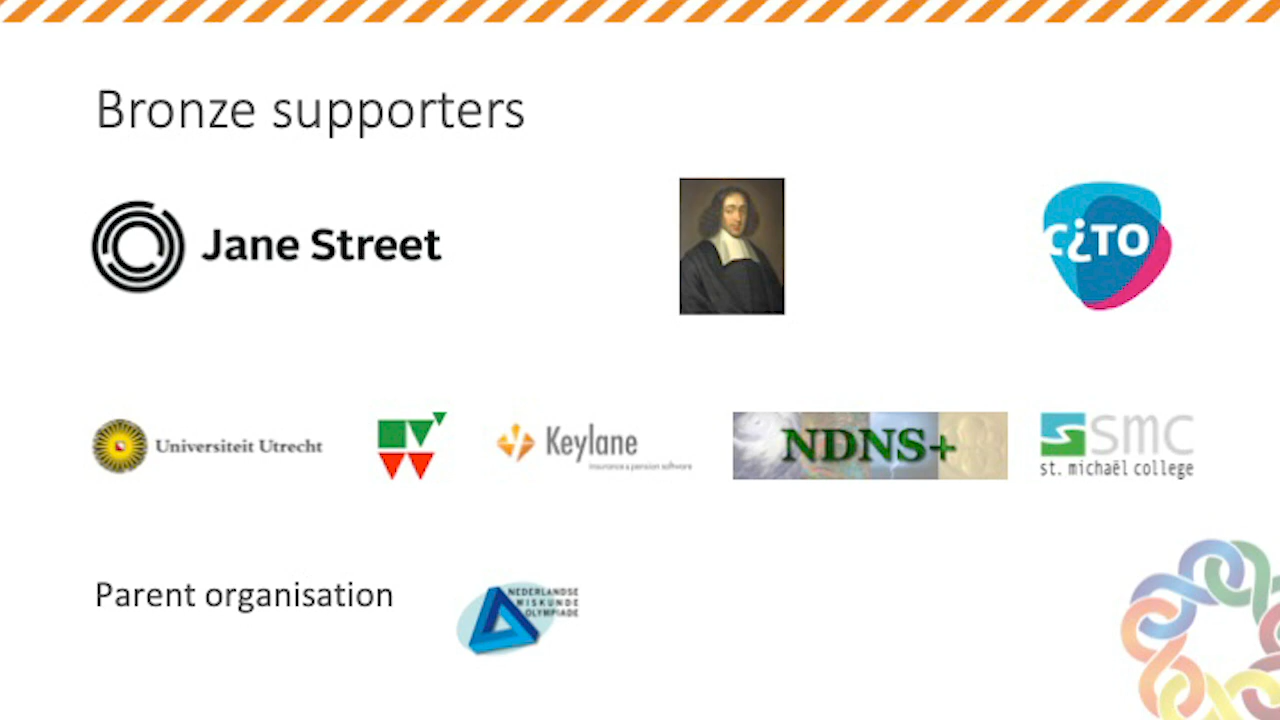 Bronze supporters
Jane Street
CiTO
Universiteit Utrecht
Keylane
insurance & pension software
NDNS+
smc
st. michaël college
Parent organisation
NEDERLANDSE
WISKUNDE
OLYMPIADE